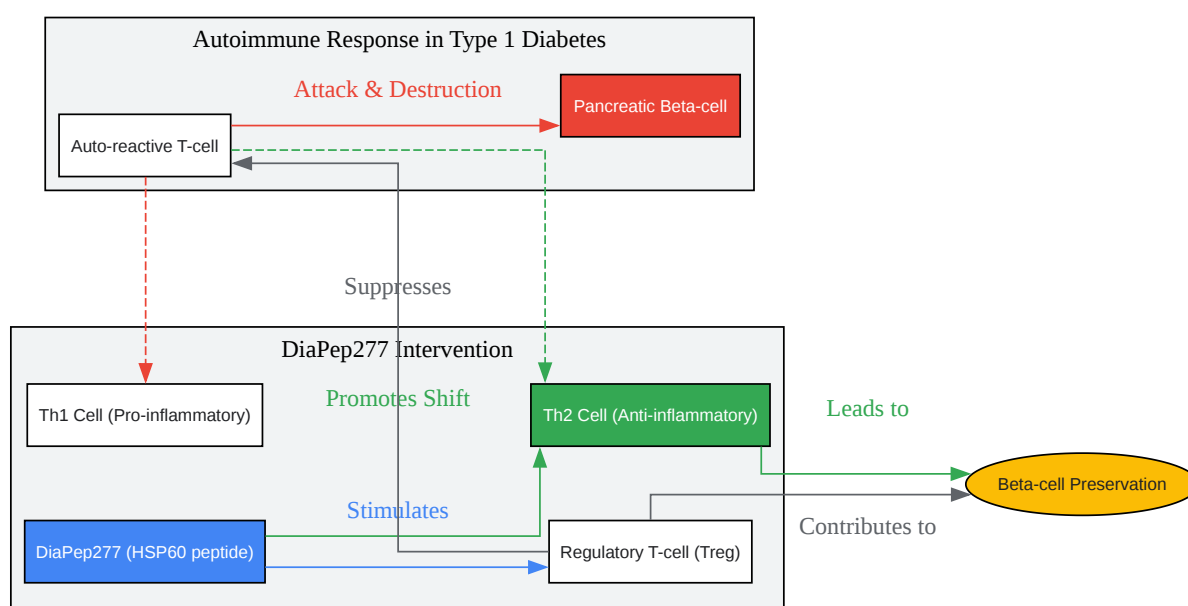 Autoimmune Response in Type 1 Diabetes
Attack & Destruction
Pancreatic Beta-cell
Auto-reactive T-cell
Suppresses
DiaPep277 Intervention
Promotes Shift
Th1 Cell (Pro-inflammatory)
Th2 Cell (Anti-inflammatory)
Leads to
Beta-cell Preservation
Stimulates
Contributes to
DiaPep277 (HSP60 peptide)
Regulatory T-cell (Treg)